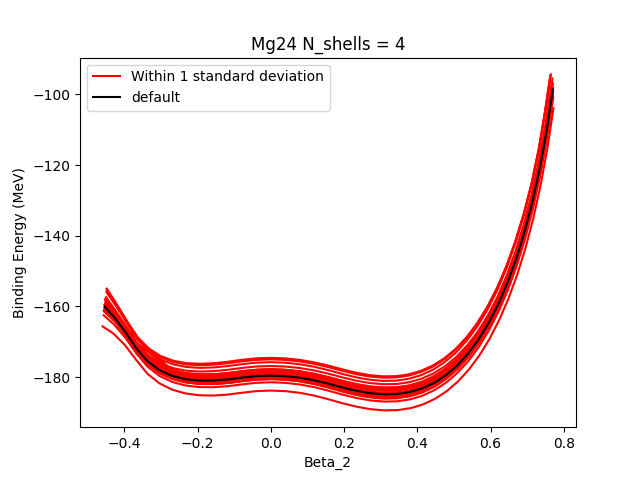 Mg24 N_shells = 4
Within 1 standard deviation
default
−100
−120
−140
−160
−180
Binding Energy (MeV)
−0.4
−0.2
0.0
0.2
0.4
0.6
0.8
Beta_2